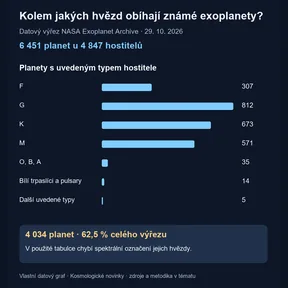 Kolem jakých hvězd obíhají známé exoplanety?
Datový výřez NASA Exoplanet Archive · 29. 10. 2026
6 451 planet u 4 847 hostitelů
Planety s uvedeným typem hostitele
F 307
G 812
K 673
M 571
O, B, A 35
Bílí trpaslíci a pulsary 14
Další uvedené typy 5
4 034 planet · 62,5 % celého výřezu
V použité tabulce chybí spektrální označení jejich hvězdy.
Vlastní datový graf · Kosmologické novinky · zdroje a metodika v tématu